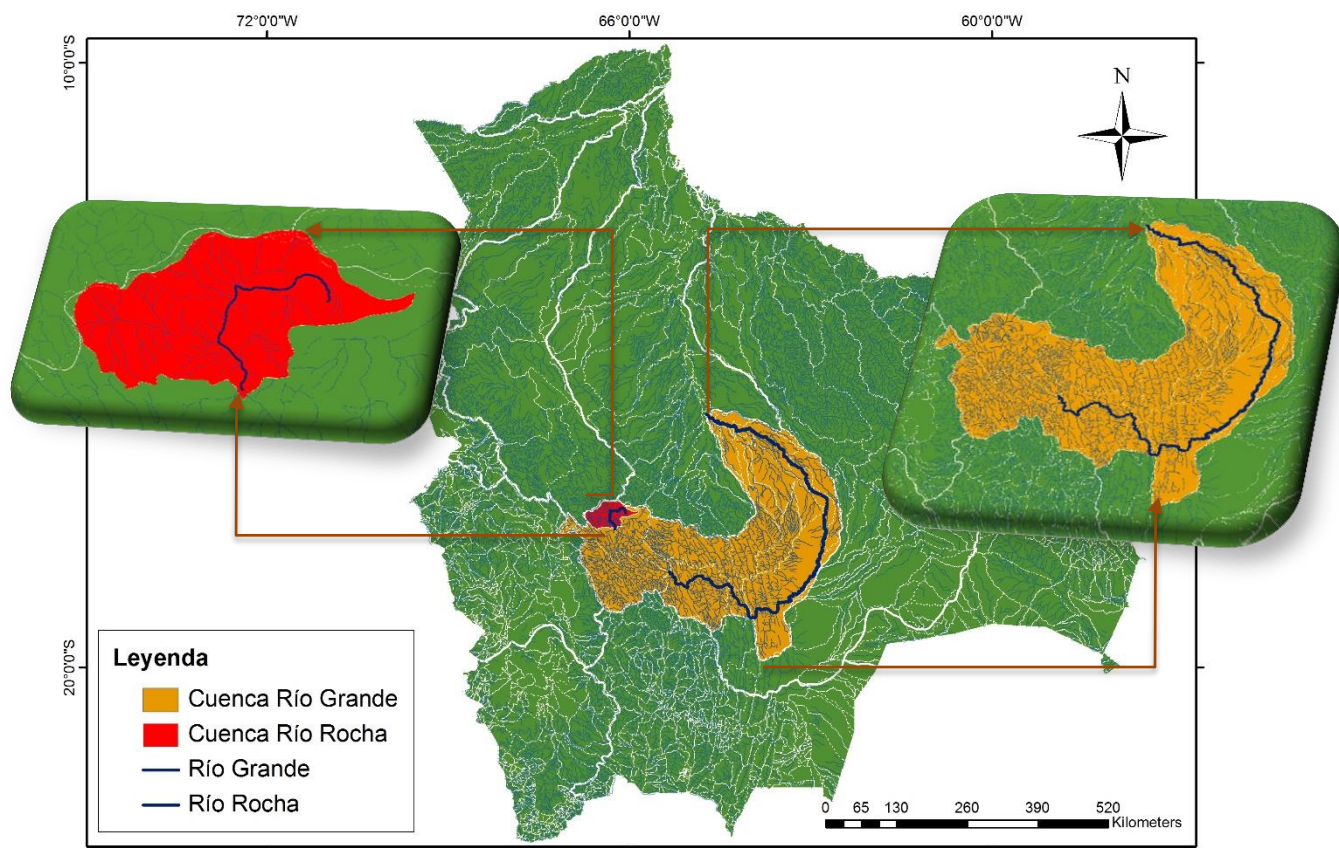 72°0'0"W
66°0'0"W
60°0'0"W
10°0'0"S
N
20°0'0"S
Leyenda
Cuenca Río Grande
Cuenca Río Rocha
Río Grande
Río Rocha
0 65 130 260 390 520
Kilometers